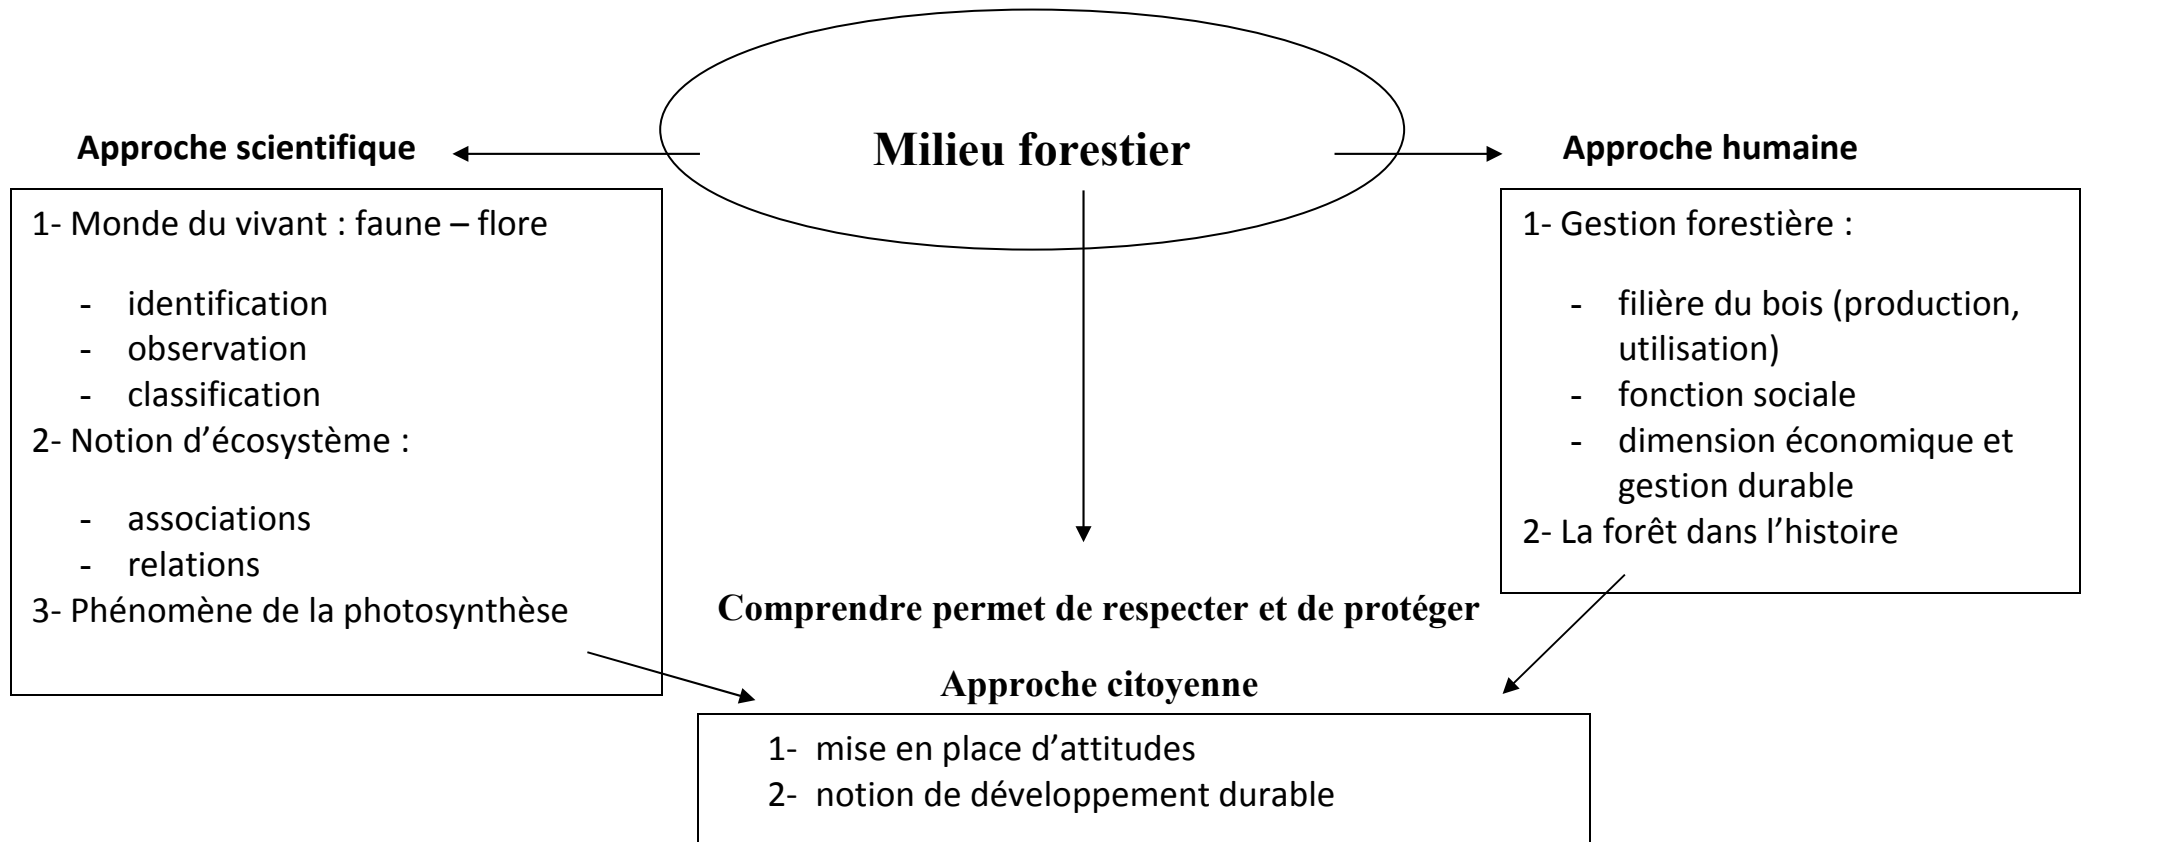 Milieu forestier
Approche scientifique
1- Monde du vivant : faune – flore
- identification
- observation
- classification
2- Notion d’écosystème :
- associations
- relations
3- Phénomène de la photosynthèse
Approche humaine
1- Gestion forestière :
- filière du bois (production,
utilisation)
- fonction sociale
- dimension économique et
gestion durable
2- La forêt dans l’histoire
Comprendre permet de respecter et de protéger
Approche citoyenne
1- mise en place d’attitudes
2- notion de développement durable